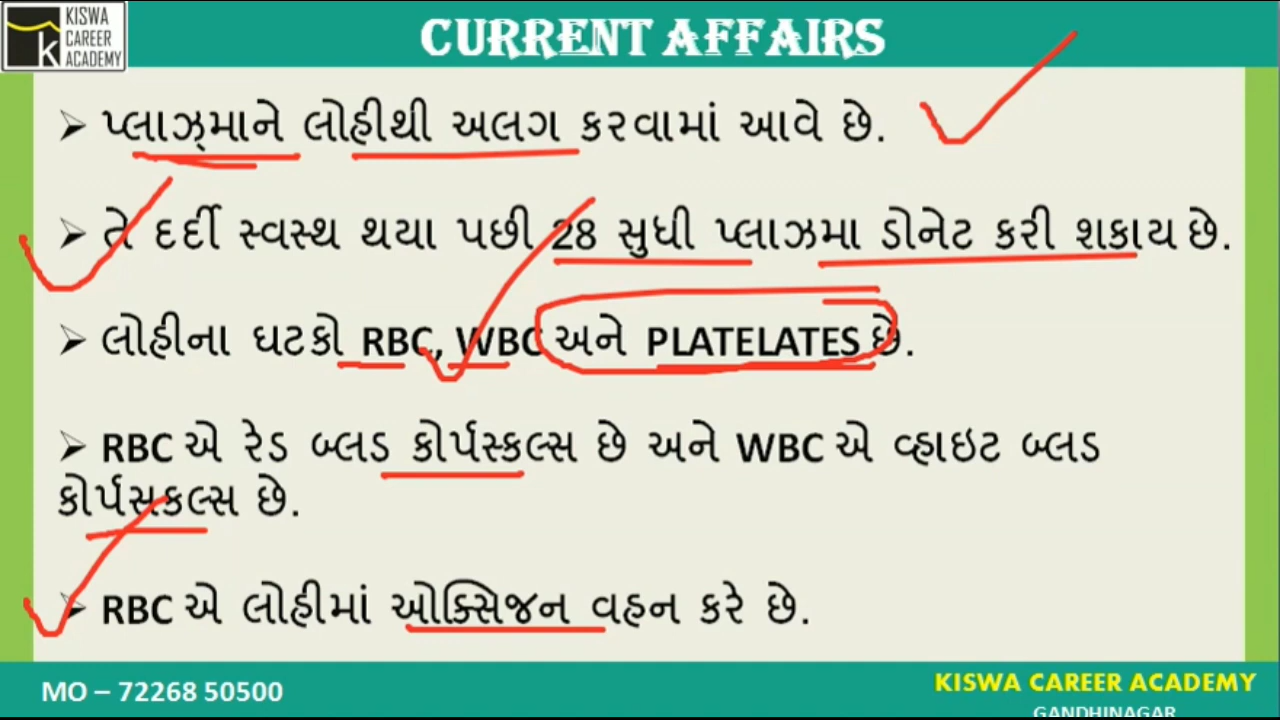 KISWA
CAREER
ACADEMY
CURRENT AFFAIRS
➢ પ્લાઝ્માને લોહીથી અલગ કરવામાં આવે છે.
➢ તે દર્દી સ્વસ્થ થયા પછી 28 સુધી પ્લાઝમા ડોનેટ કરી શકાય છે.
➢ લોહીના ઘટકો RBC, WBC અને PLATELATES છે.
➢ RBC એ રેડ બ્લડ કોર્પસ્કલ્સ છે અને WBC એ વ્હાઇટ બ્લડ
કોર્પસકલ્સ છે.
➢ RBC એ લોહીમાં ઓક્સિજન વહન કરે છે.
MO – 72268 50500
KISWA CAREER ACADEMY
GANDHINAGAR